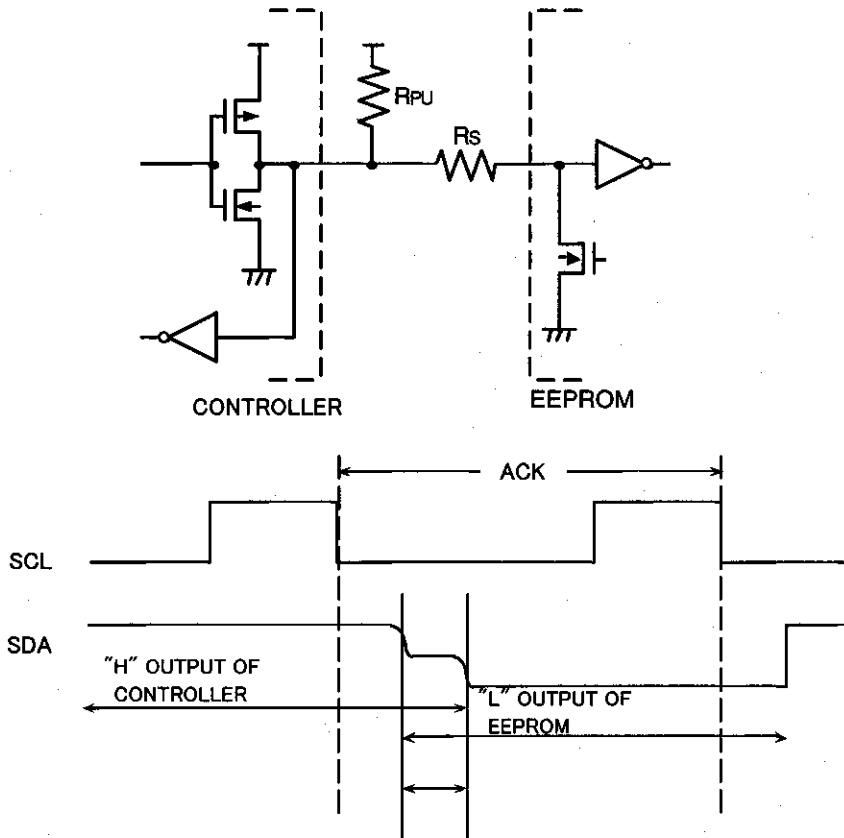 RPU
RS
CONTROLLER
EEPROM
ACK
SCL
SDA
"H" OUTPUT OF
CONTROLLER
"L" OUTPUT OF
EEPROM